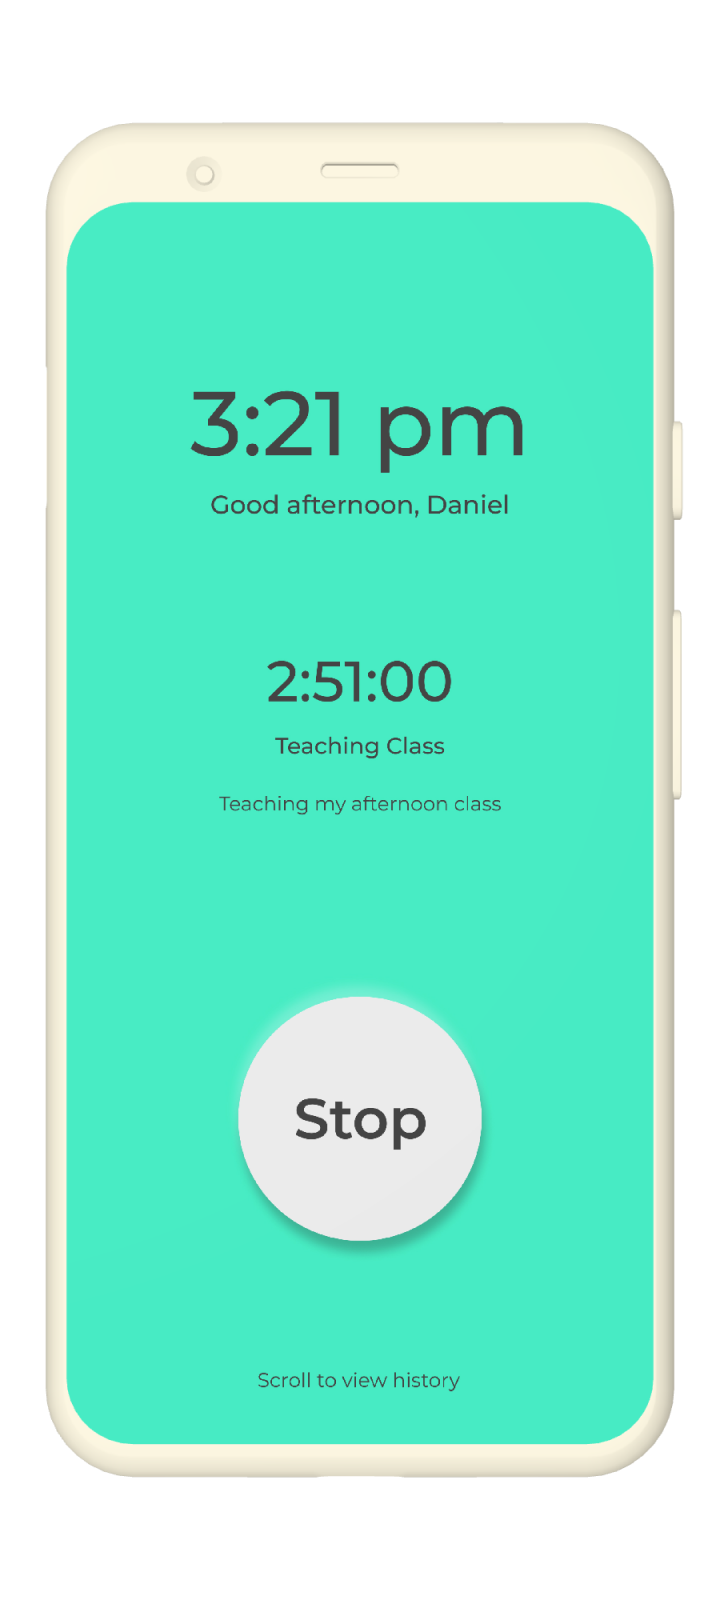 3:21 pm
Good afternoon, Daniel
2:51:00
Teaching Class
Teaching my afternoon class
Stop
Scroll to view history